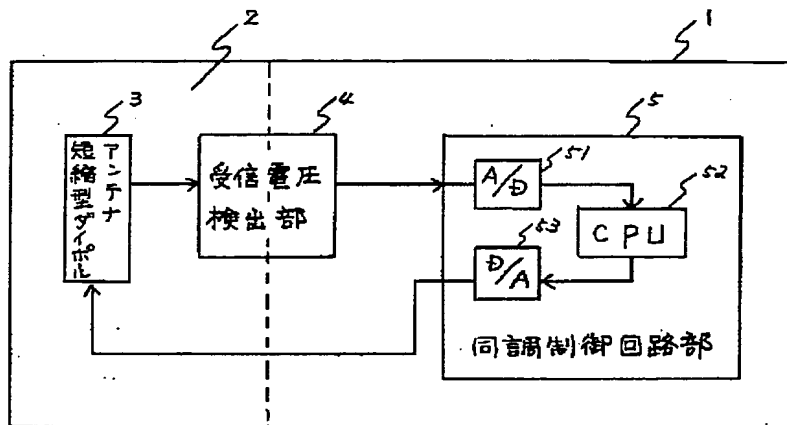 2
1
3
短縮型ダイポール
アンテナ
4
受信電圧
検出部
5
A/D
51
52
CPU
53
D/A
同調制御回路部